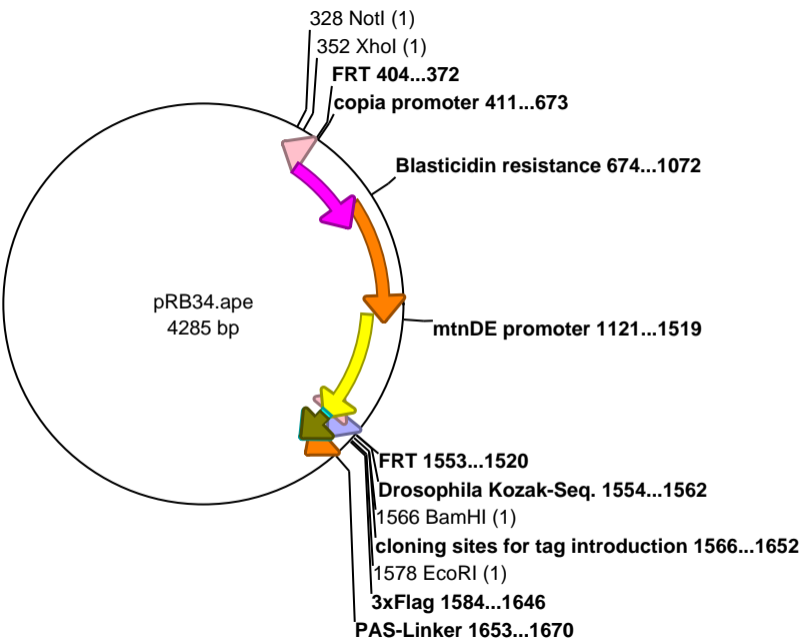 328 NotI (1)
352 XhoI (1)
FRT 404...372
copia promoter 411...673
Blasticidin resistance 674...1072
pRB34.ape
4285 bp
mtnDE promoter 1121...1519
FRT 1553...1520
Drosophila Kozak-Seq. 1554...1562
1566 BamHI (1)
cloning sites for tag introduction 1566...1652
1578 EcoRI (1)
3xFlag 1584...1646
PAS-Linker 1653...1670